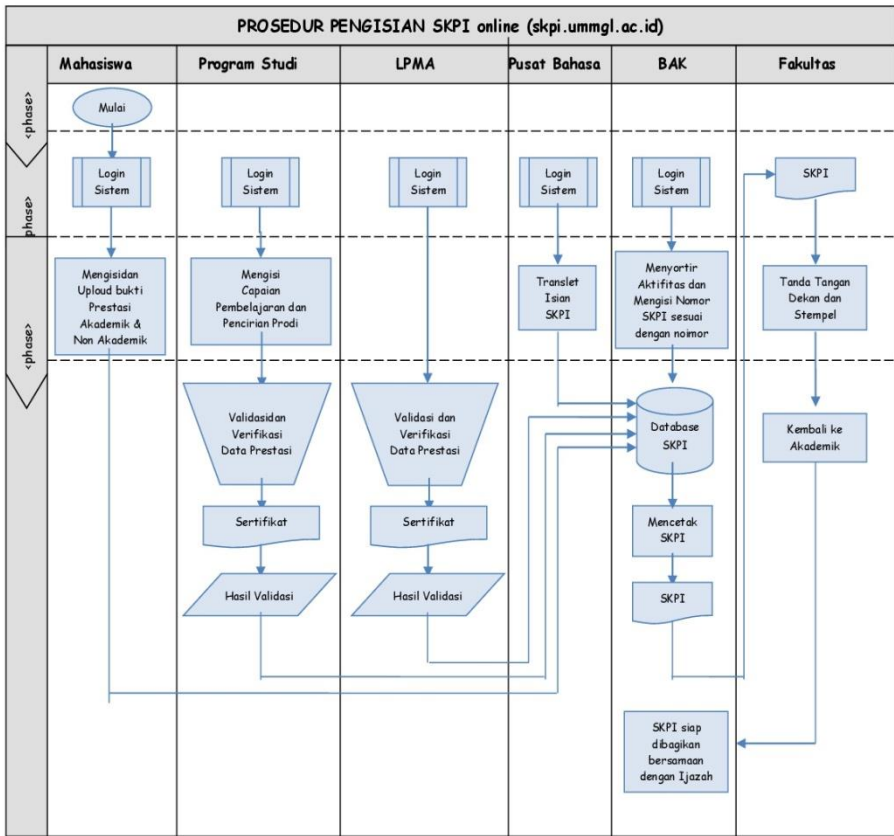 PROSEDUR PENGISIAN SKPI online (skpi.ummgl.ac.id)
Mahasiswa
Program Studi
LPMA
Pusat Bahasa
BAK
Fakultas
<phase>
Mulai
<phase>
Login
Sistem
Login
Sistem
Login
Sistem
Login
Sistem
Login
Sistem
SKPI
<phase>
Mengisidan
Uploud bukti
Prestasi
Akademik &
Non Akademik
Mengisi
Capaian
Pembelajaran dan
Pencirian Prodi
Translet
Isian
SKPI
Menyortir
Aktifitas dan
Mengisi Nomor
SKPI sesuai
dengan noimor
Tanda Tangan
Dekan dan
Stempel
Validasidan
Verifikasi
Data Prestasi
Validasi dan
Verifikasi
Data Prestasi
Database
SKPI
Kembali ke
Akademik
Sertifikat
Sertifikat
Mencetak
SKPI
Hasil Validasi
Hasil Validasi
SKPI
SKPI siap
dibagikan
bersamaan
dengan Ijazah